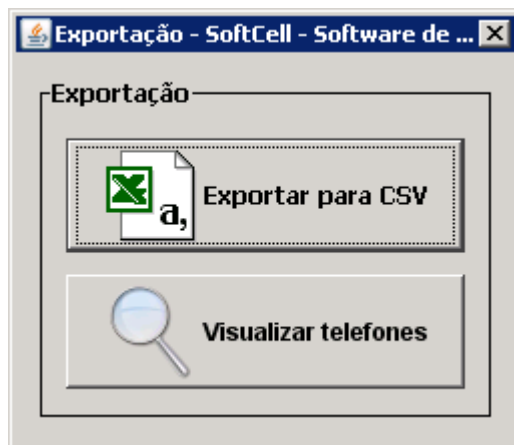 Exportação - SoftCell - Software de ...
Exportação
a,
Exportar para CSV
Visualizar telefones